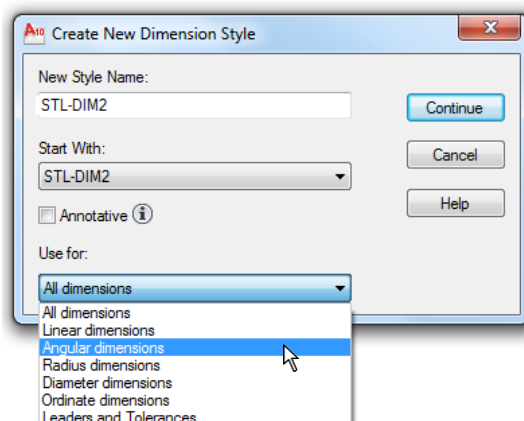 A10 Create New Dimension Style
New Style Name:
STL-DIM2
Continue
Start With:
Cancel
STL-DIM2
Help
Annotative i
Use for:
All dimensions
All dimensions
Linear dimensions
Angular dimensions
Radius dimensions
Diameter dimensions
Ordinate dimensions
Leaders and Tolerances